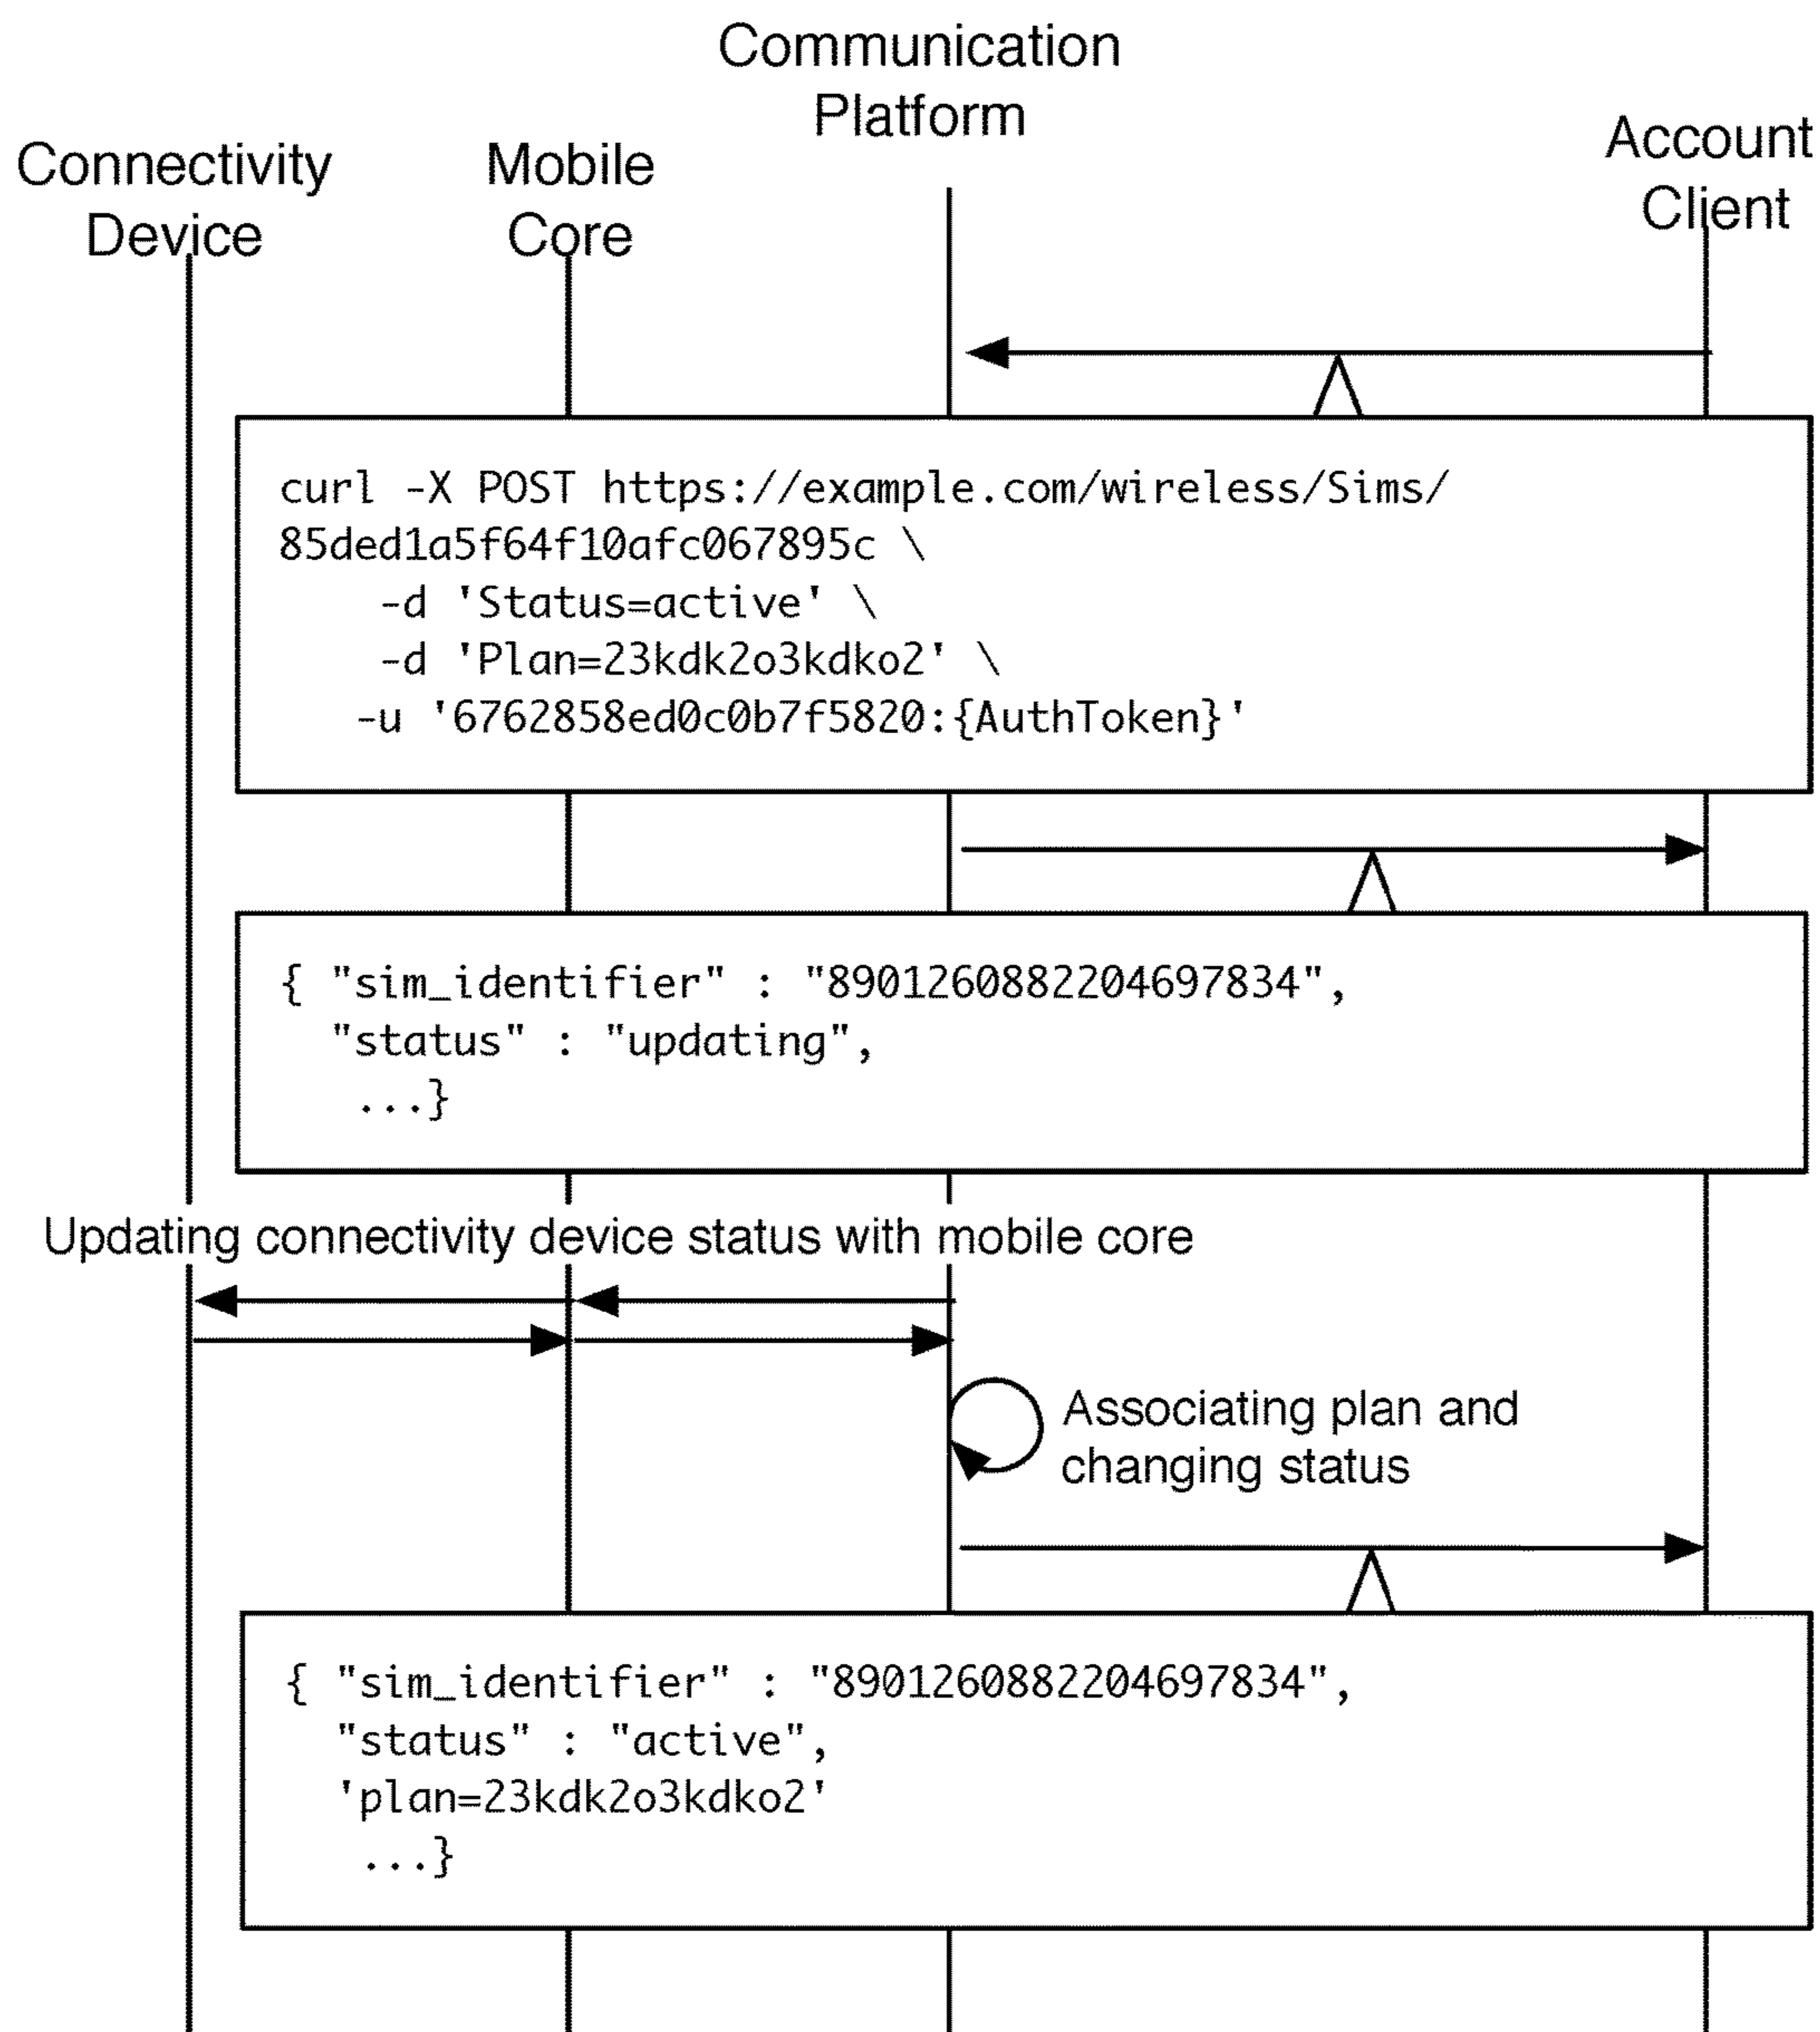 Communication
Platform
Connectivity
Device
Mobile
Core
Account
Client
curl -X POST https://example.com/wireless/Sims/
85ded1a5f64f10afc067895c \
-d 'Status=active' \
-d 'Plan=23kdk2o3kdko2' \
-u '6762858ed0c0b7f5820:{AuthToken}'
{ "sim_identifier" : "8901260882204697834",
"status" : "updating",
...}
Updating connectivity device status with mobile core
Associating plan and
changing status
{ "sim_identifier" : "8901260882204697834",
"status" : "active",
'plan=23kdk2o3kdko2'
...}